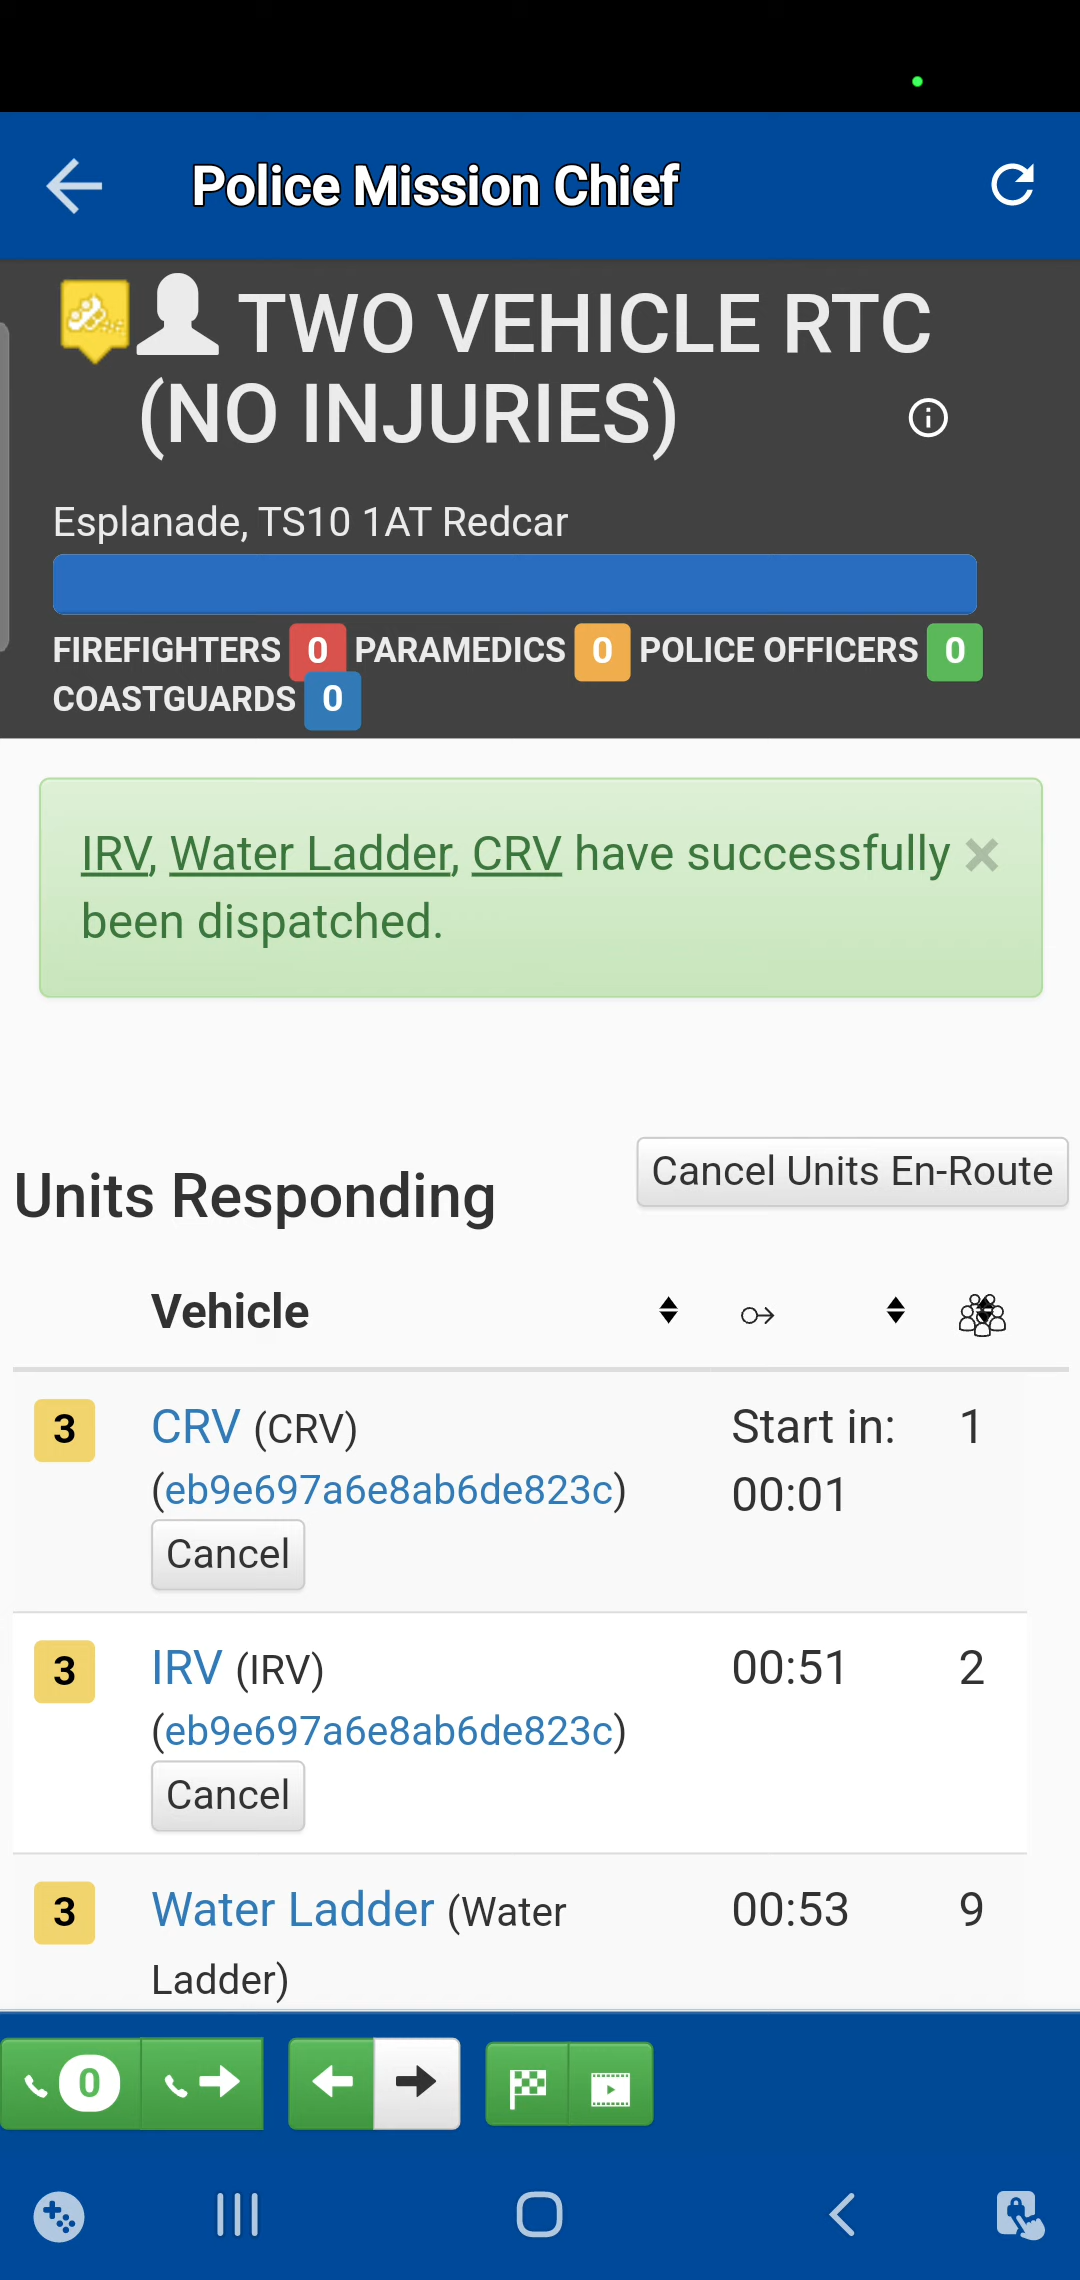 Police Mission Chief
TWO VEHICLE RTC
(NO INJURIES)
Esplanade, TS10 1AT Redcar
FIREFIGHTERS 0 PARAMEDICS 0 POLICE OFFICERS 0
COASTGUARDS 0
IRV, Water Ladder, CRV have successfully
been dispatched.
Cancel Units En-Route
Units Responding
Vehicle
3 CRV (CRV) Start in: 1
(eb9e697a6e8ab6de823c) 00:01
Cancel
3 IRV (IRV) 00:51 2
(eb9e697a6e8ab6de823c)
Cancel
3 Water Ladder (Water 00:53 9
Ladder)
0